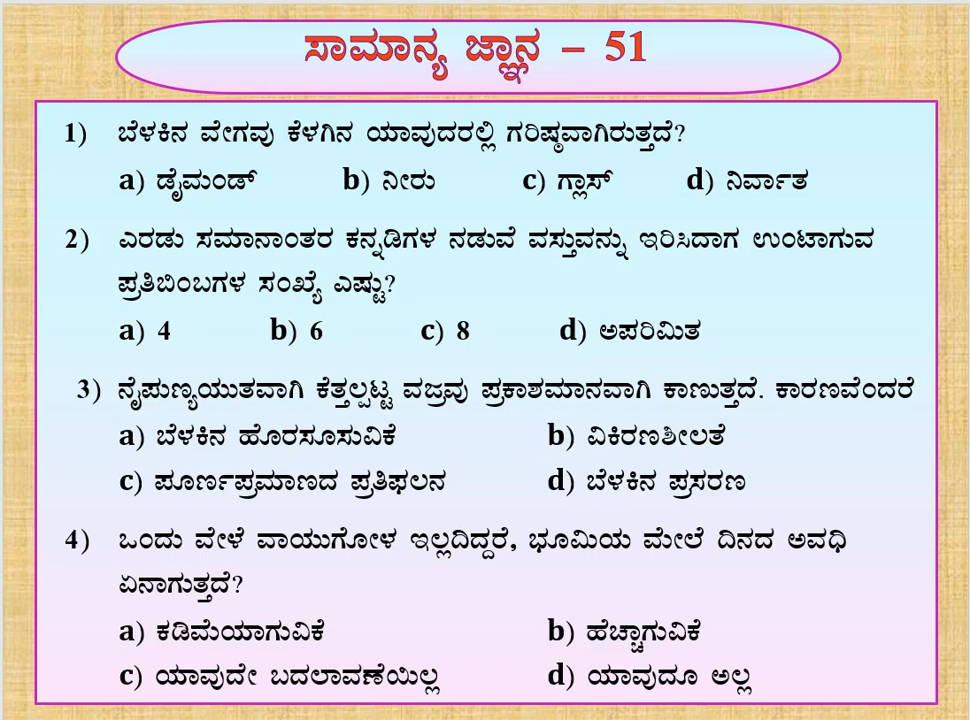 ಸಾಮಾನ್ಯ ಜ್ಞಾನ – 51
1) ಬೆಳಕಿನ ವೇಗವು ಕೆಳಗಿನ ಯಾವುದರಲ್ಲಿ ಗರಿಷ್ಠವಾಗಿರುತ್ತದೆ?
a) ಡೈಮಂಡ್ b) ನೀರು c) ಗ್ಲಾಸ್ d) ನಿರ್ವಾತ
2) ಎರಡು ಸಮಾನಾಂತರ ಕನ್ನಡಿಗಳ ನಡುವೆ ವಸ್ತುವನ್ನು ಇರಿಸಿದಾಗ ಉಂಟಾಗುವ
ಪ್ರತಿಬಿಂಬಗಳ ಸಂಖ್ಯೆ ಎಷ್ಟು?
a) 4 b) 6 c) 8 d) ಅಪರಿಮಿತ
3) ನೈಪುಣ್ಯಯುತವಾಗಿ ಕೆತ್ತಲ್ಪಟ್ಟ ವಜ್ರವು ಪ್ರಕಾಶಮಾನವಾಗಿ ಕಾಣುತ್ತದೆ. ಕಾರಣವೆಂದರೆ
a) ಬೆಳಕಿನ ಹೊರಸೂಸುವಿಕೆ b) ವಿಕಿರಣಶೀಲತೆ
c) ಪೂರ್ಣಪ್ರಮಾಣದ ಪ್ರತಿಫಲನ d) ಬೆಳಕಿನ ಪ್ರಸರಣ
4) ಒಂದು ವೇಳೆ ವಾಯುಗೋಳ ಇಲ್ಲದಿದ್ದರೆ, ಭೂಮಿಯ ಮೇಲೆ ದಿನದ ಅವಧಿ
ಏನಾಗುತ್ತದೆ?
a) ಕಡಿಮೆಯಾಗುವಿಕೆ b) ಹೆಚ್ಚಾಗುವಿಕೆ
c) ಯಾವುದೇ ಬದಲಾವಣೆಯಿಲ್ಲ d) ಯಾವುದೂ ಅಲ್ಲ